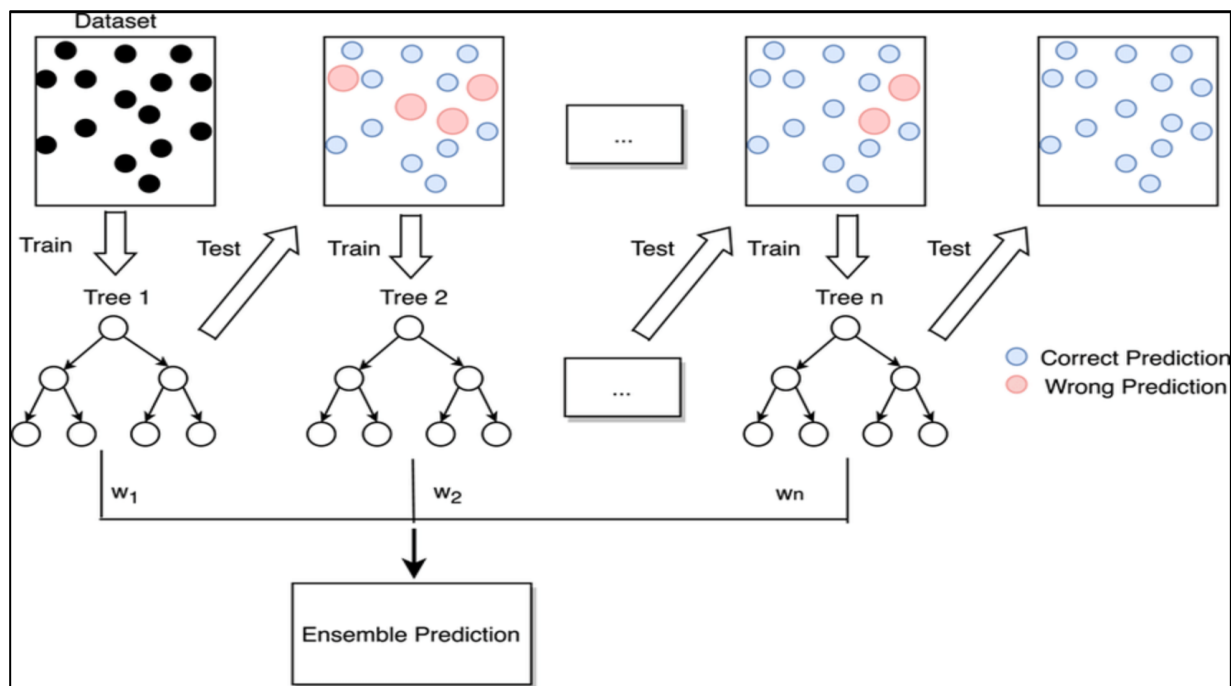 Dataset
...
Train
Test
Train
Test
Train
Test
Tree 1
Tree 2
Tree n
Correct Prediction
Wrong Prediction
...
w1
w2
wn
Ensemble Prediction